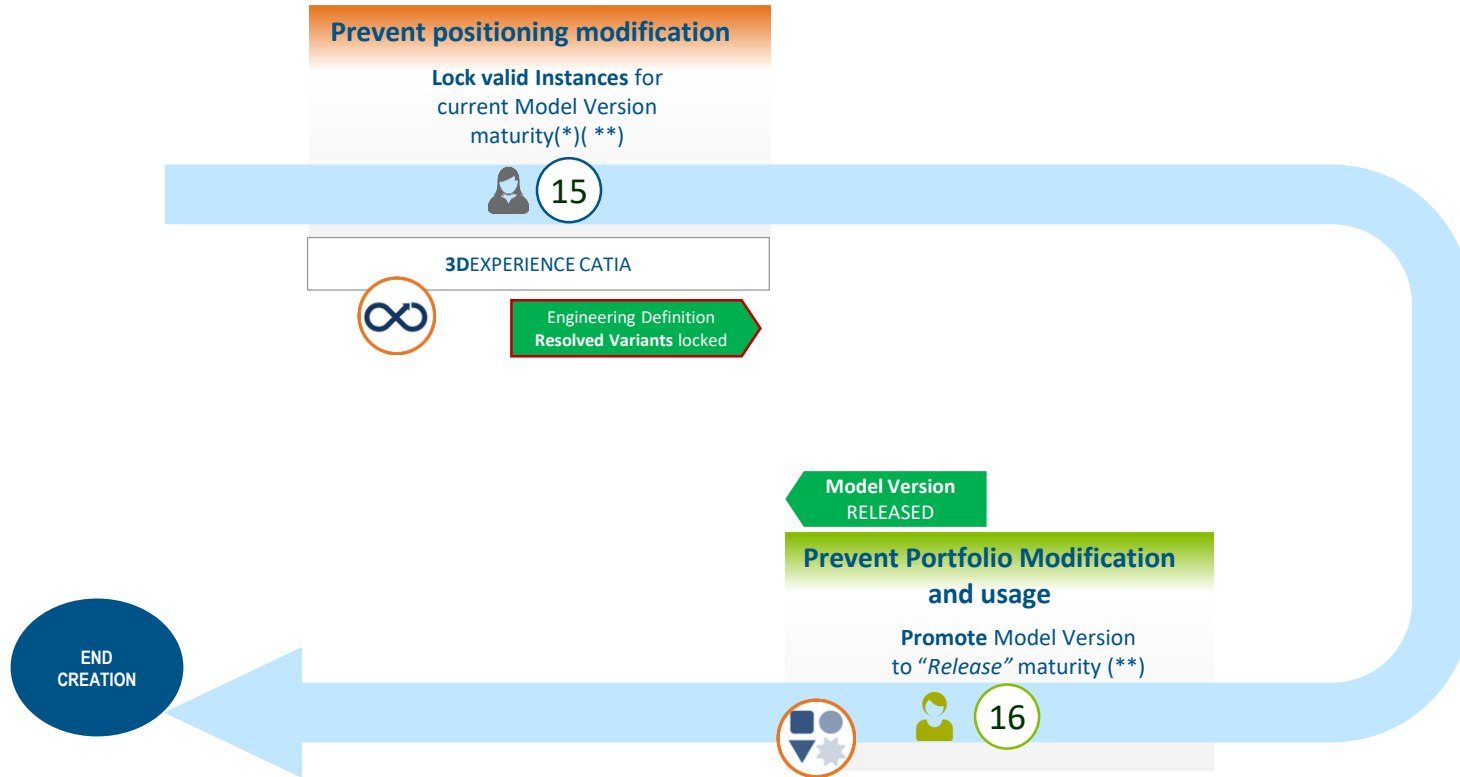 Prevent positioning modification
Lock valid Instances for
current Model Version
maturity(*)( **)
15
3DEXPERIENCE CATIA
Engineering Definition
Resolved Variants locked
Model Version
RELEASED
Prevent Portfolio Modification
and usage
Promote Model Version
to “Release” maturity (**)
16
END
CREATION